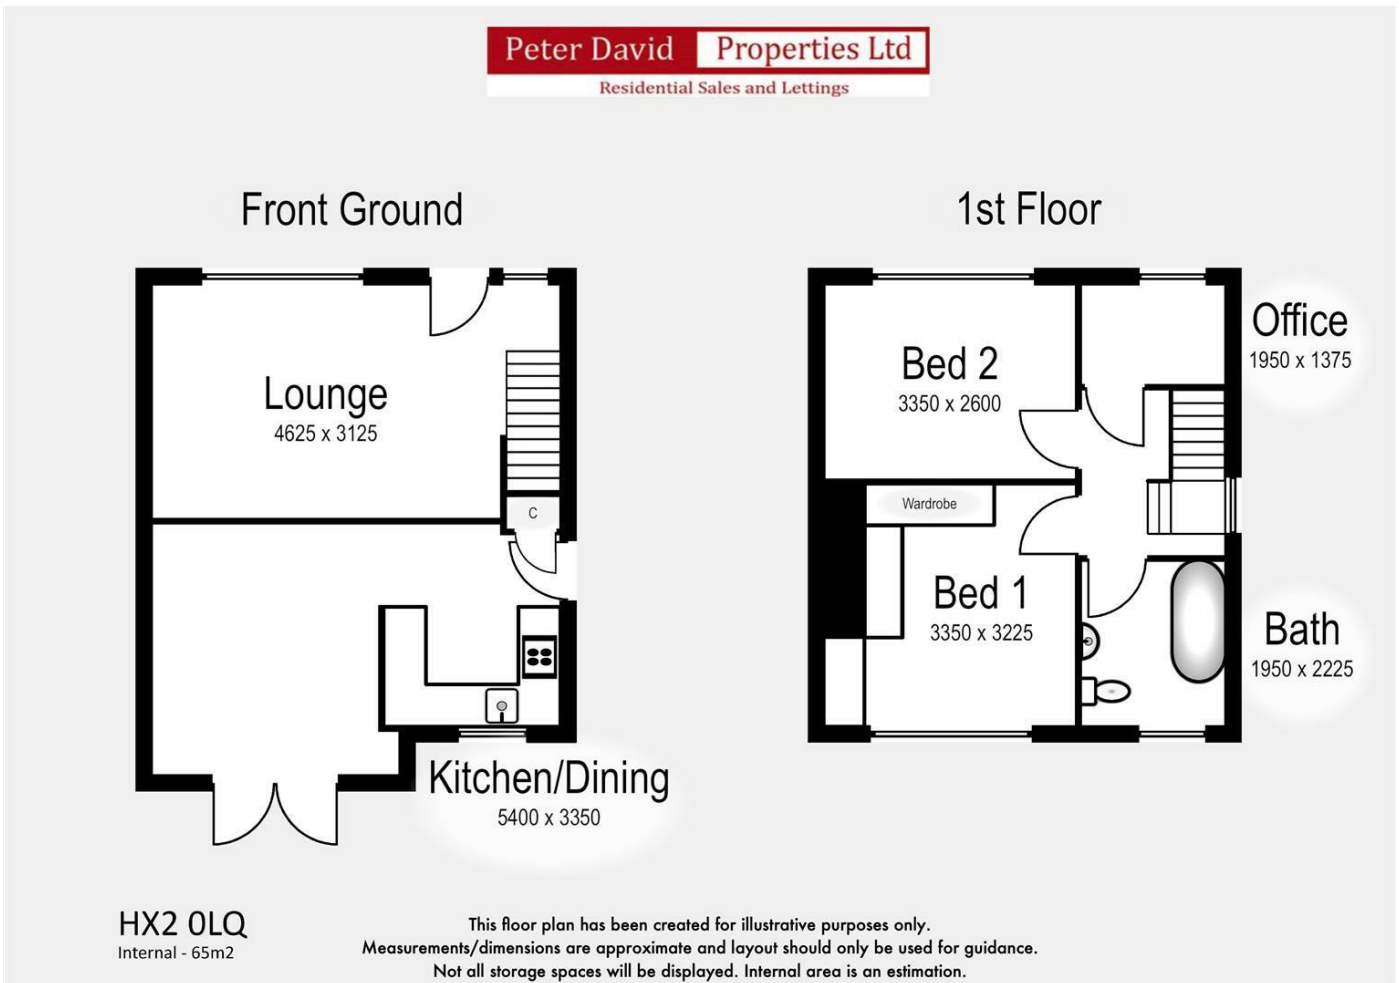 Peter David Properties Ltd
Residential Sales and Lettings
Front Ground
1st Floor
Lounge
4625 x 3125
C
Kitchen/Dining
5400 x 3350
Bed 2
3350 x 2600
Office
1950 x 1375
Wardrobe
Bed 1
3350 x 3225
Bath
1950 x 2225
HX2 0LQ
Internal - 65m2
This floor plan has been created for illustrative purposes only.
Measurements/dimensions are approximate and layout should only be used for guidance.
Not all storage spaces will be displayed. Internal area is an estimation.